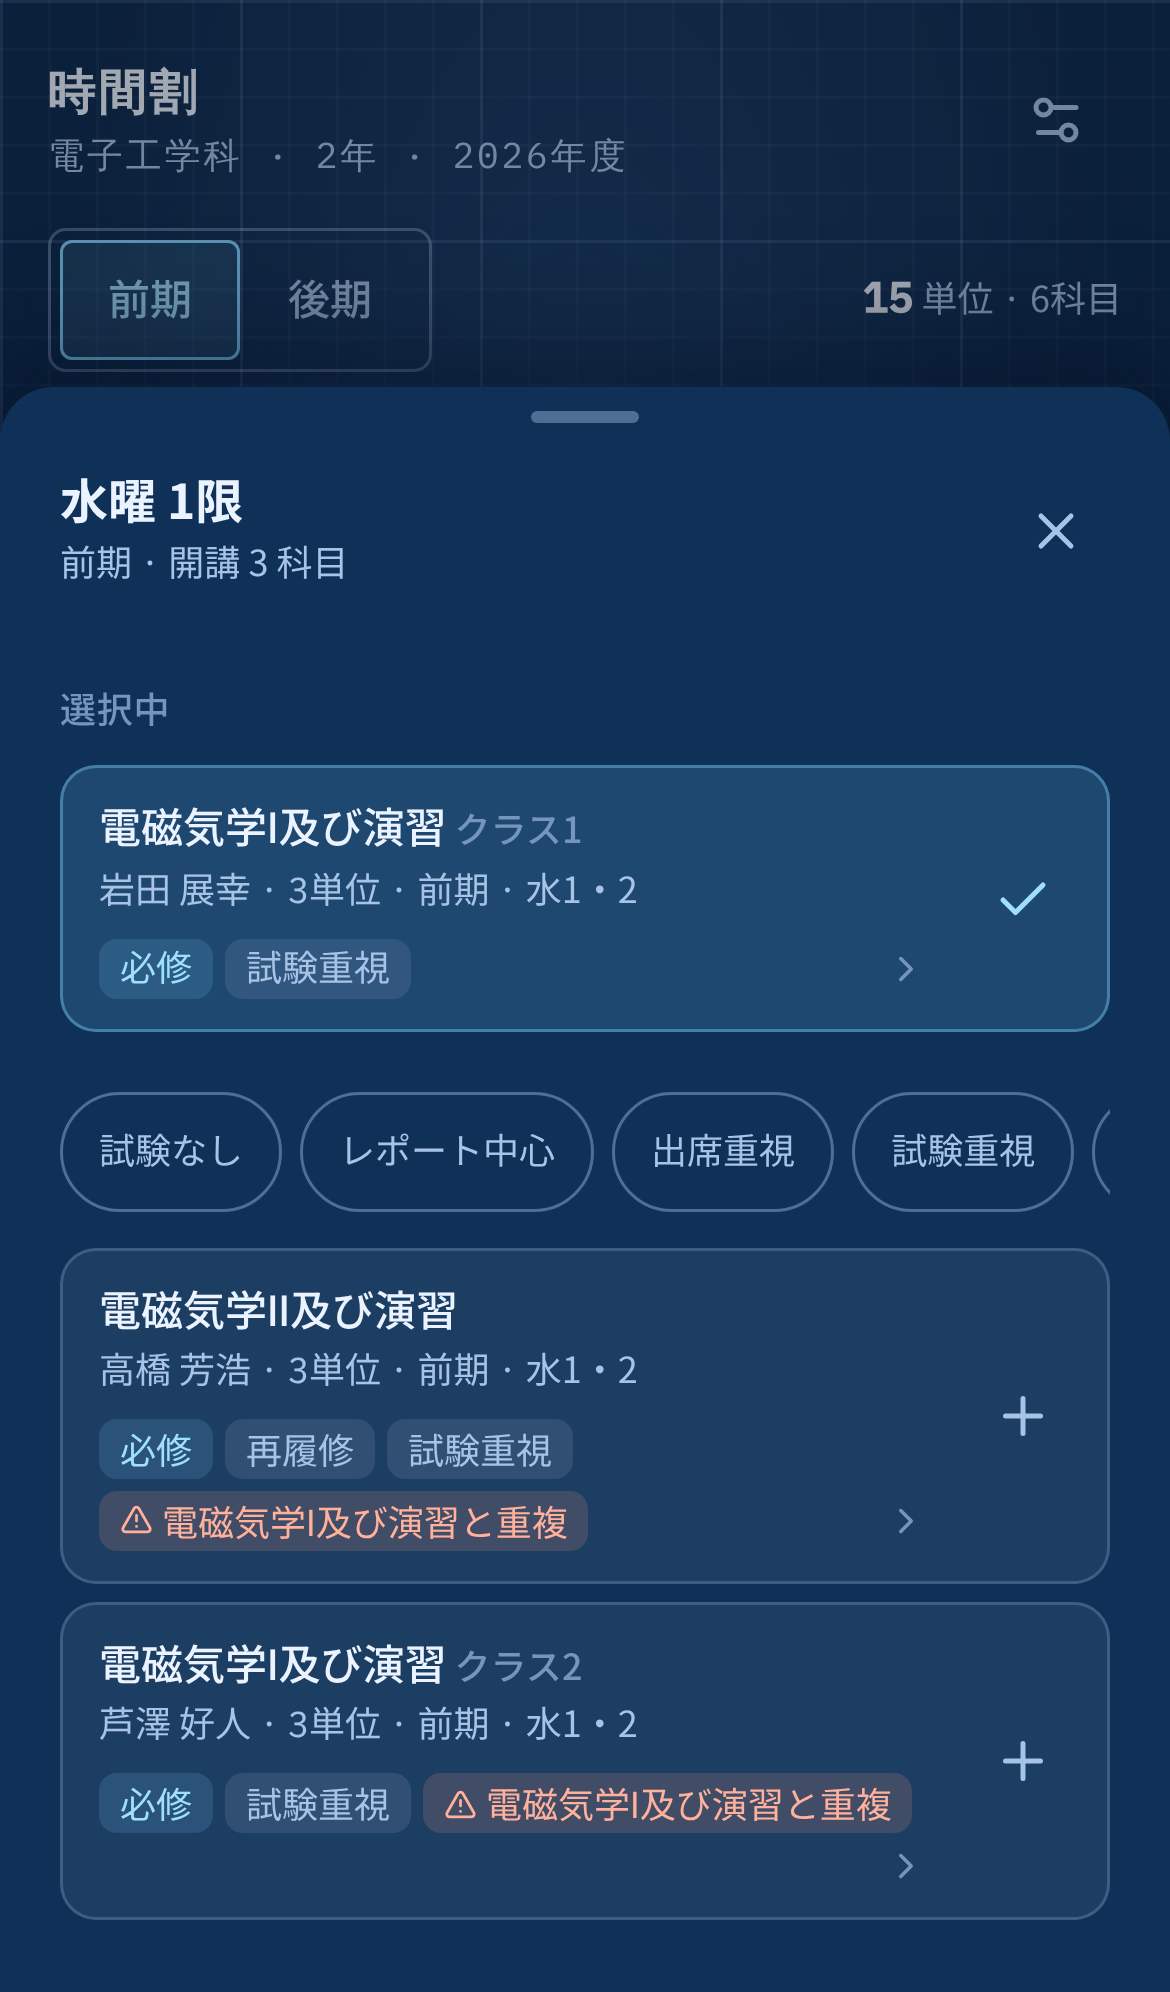 時間割
電子工学科 · 2年 · 2026年度
前期
後期
15 単位 · 6科目
水曜 1限
前期 · 開講 3 科目
選択中
電磁気学I及び演習 クラス1
岩田 展幸 · 3単位 · 前期 · 水1・2
必修 試験重視
試験なし レポート中心 出席重視 試験重視
電磁気学II及び演習
高橋 芳浩 · 3単位 · 前期 · 水1・2
必修 再履修 試験重視
電磁気学I及び演習と重複
電磁気学I及び演習 クラス2
芦澤 好人 · 3単位 · 前期 · 水1・2
必修 試験重視 電磁気学I及び演習と重複